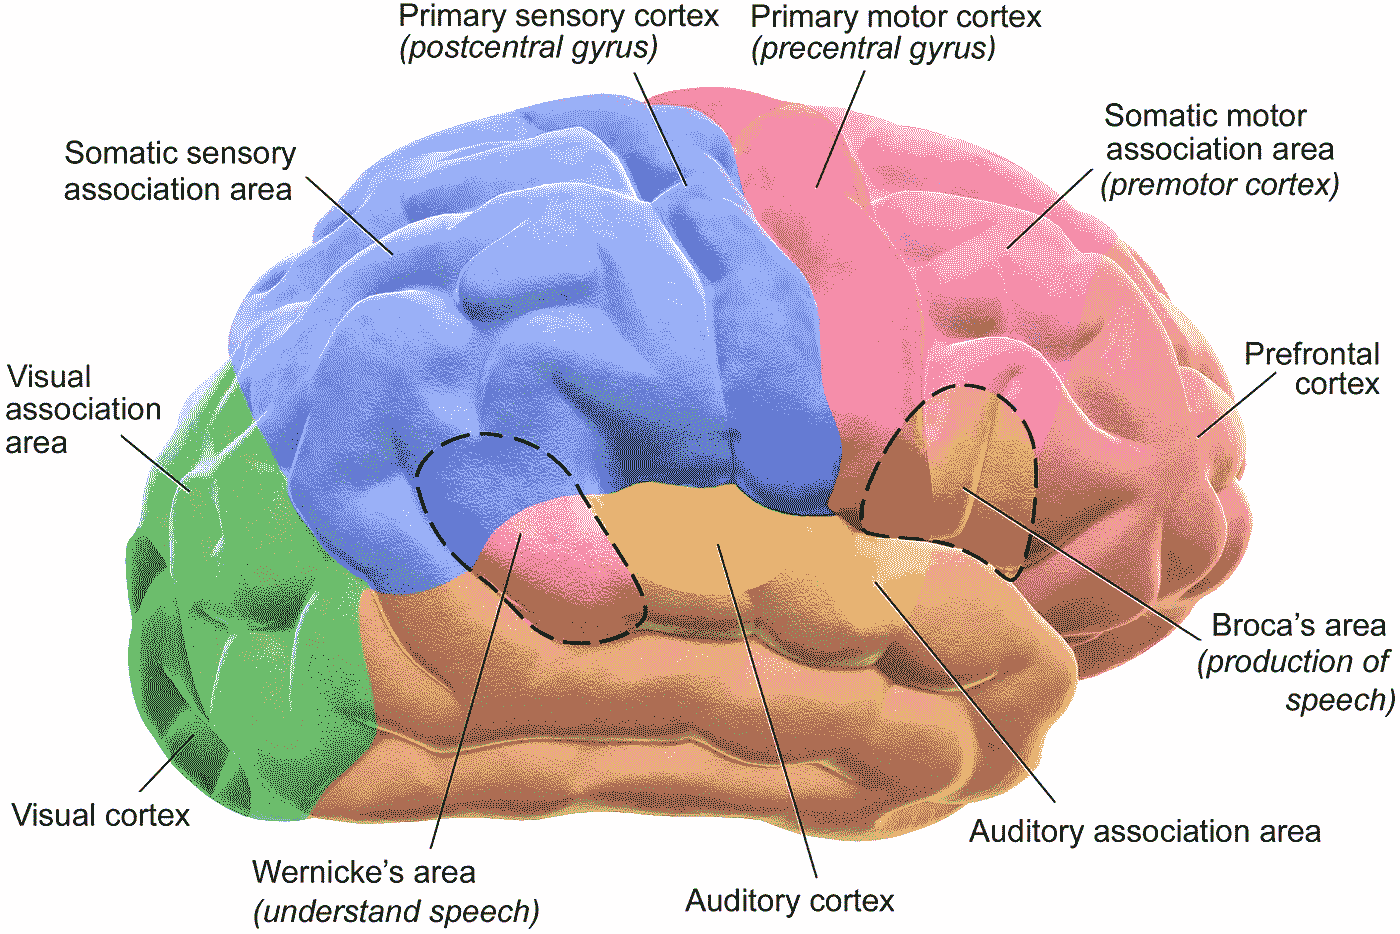 Primary sensory cortex
(postcentral gyrus)
Primary motor cortex
(precentral gyrus)
Somatic motor
association area
(premotor cortex)
Somatic sensory
association area
Prefrontal
cortex
Visual
association
area
Broca’s area
(production of
speech)
Visual cortex
Auditory association area
Wernicke’s area
(understand speech)
Auditory cortex